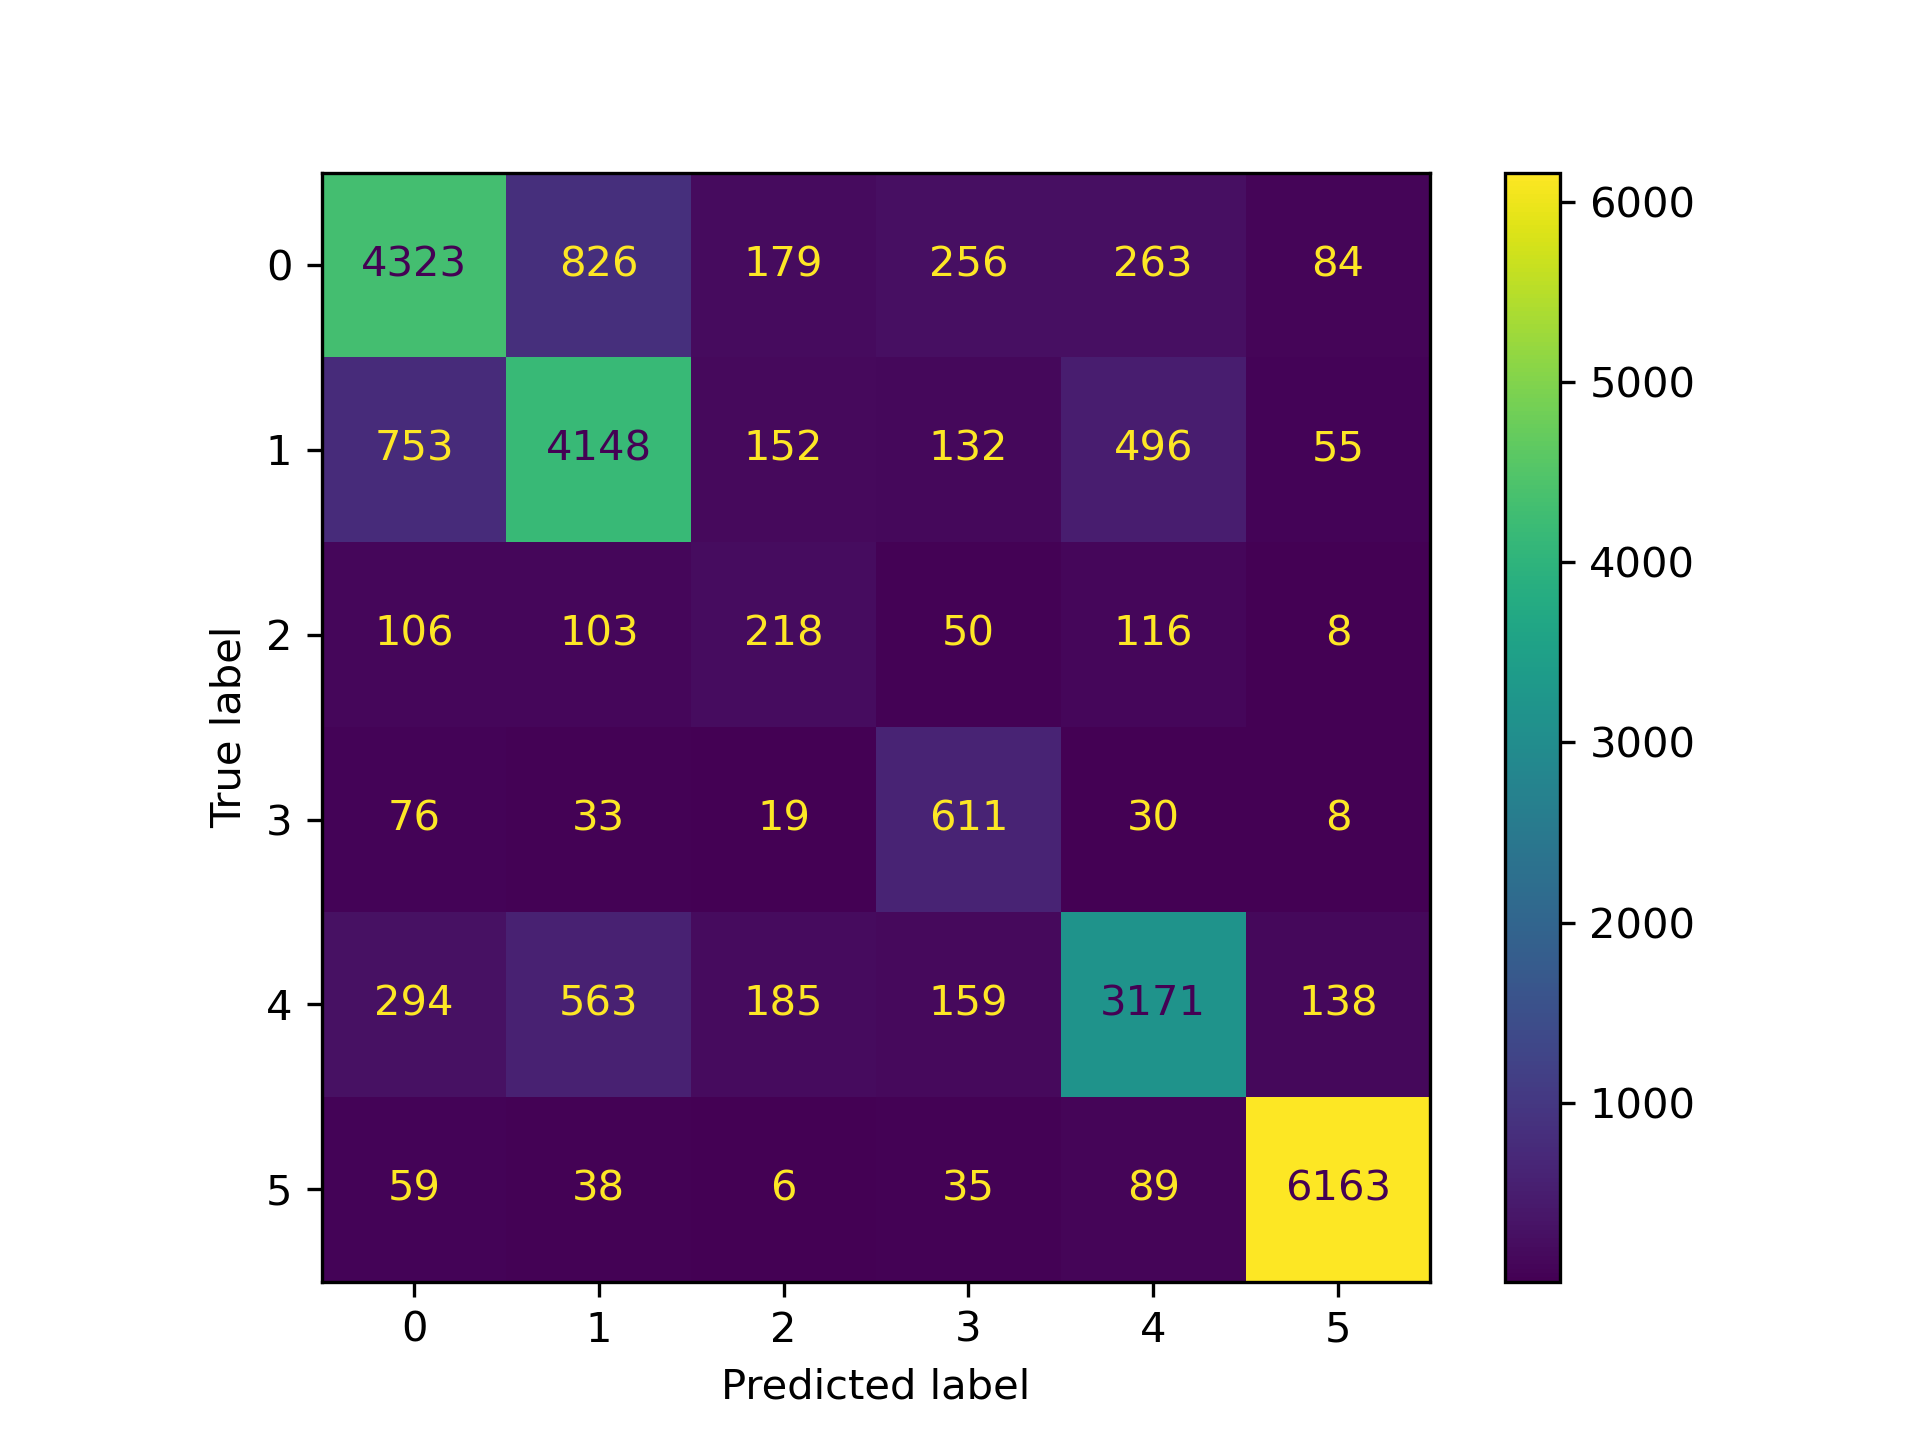 0 4323 826 179 256 263 84
1 753 4148 152 132 496 55
2 106 103 218 50 116 8
3 76 33 19 611 30 8
4 294 563 185 159 3171 138
5 59 38 6 35 89 6163
0 1 2 3 4 5
Predicted label
True label
6000
5000
4000
3000
2000
1000